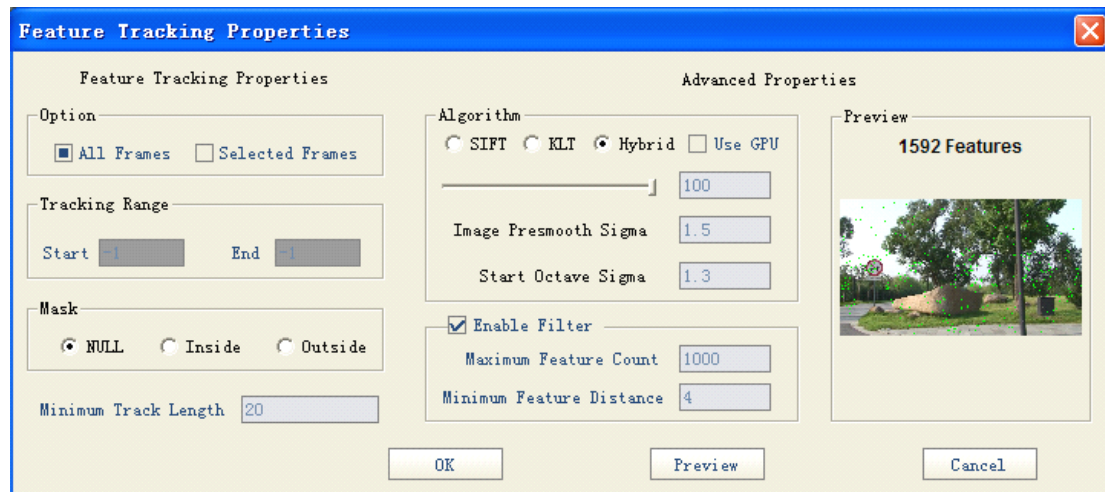 Feature Tracking Properties
Feature Tracking Properties
Option
All Frames
Selected Frames
Tracking Range
Start -1
End -1
Mask
NULL
Inside
Outside
Minimum Track Length 20
Advanced Properties
Algorithm
SIFT
KLT
Hybrid
Use GPU
100
Image Presmooth Sigma 1.5
Start Octave Sigma 1.3
Enable Filter
Maximum Feature Count 1000
Minimum Feature Distance 4
Preview
1592 Features
OK
Preview
Cancel